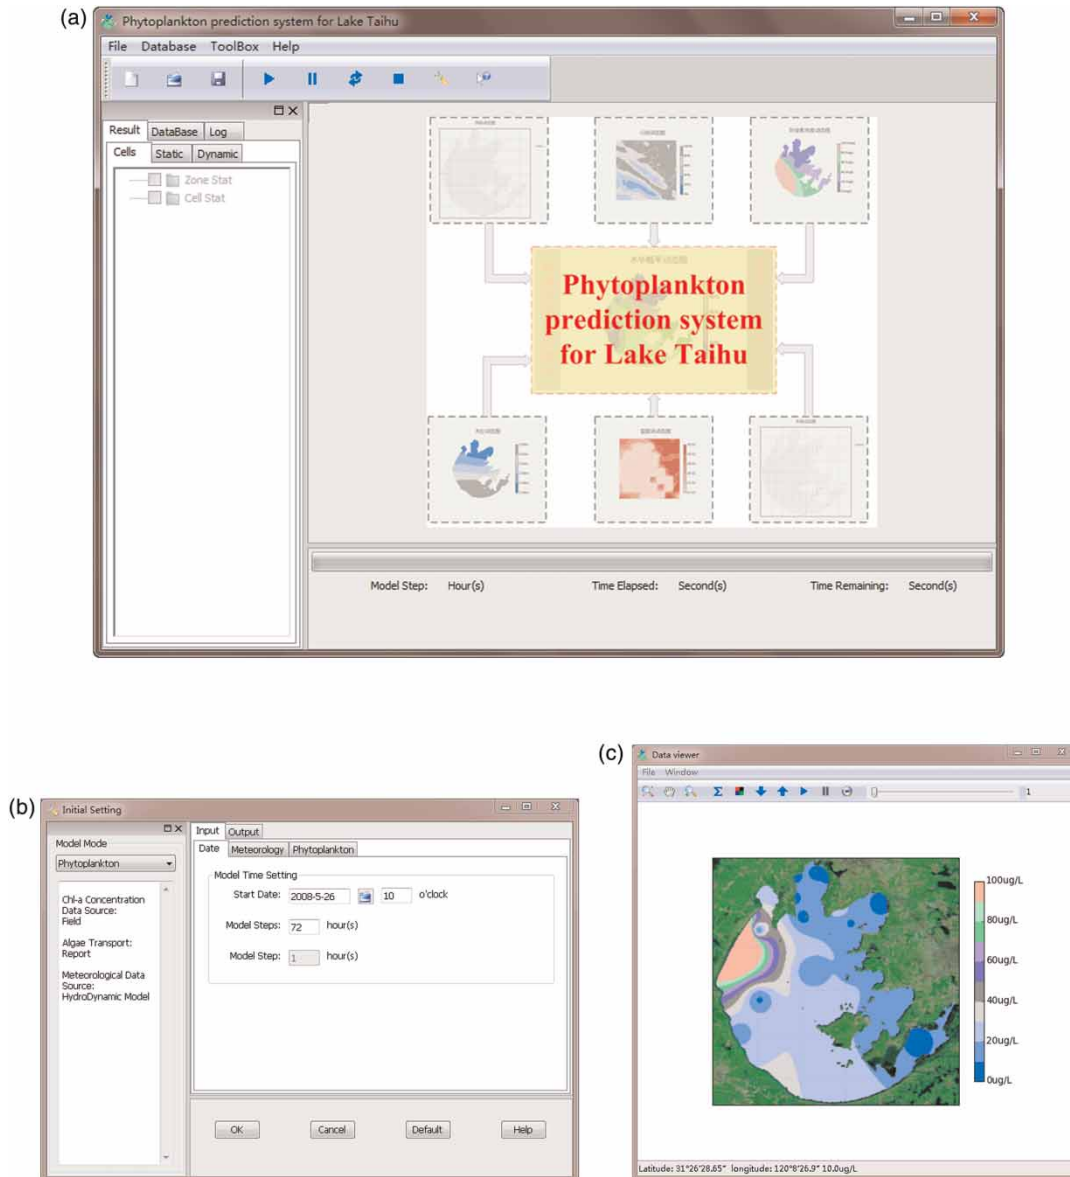 (a)
Phytoplankton prediction system for Lake Taihu
File Database ToolBox Help
Result DataBase Log
Cells Static Dynamic
Zone Stat
Cell Stat
Phytoplankton
prediction system
for Lake Taihu
Model Step: Hour(s) Time Elapsed: Second(s) Time Remaining: Second(s)
(b)
Initial Setting
Model Mode
Phytoplankton
Chl-a Concentration
Data Source:
Field
Algae Transport:
Report
Meteorological Data
Source:
HydroDynamic Model
Input Output
Date Meteorology Phytoplankton
Model Time Setting
Start Date: 2008-5-26 10 o'clock
Model Steps: 72 hour(s)
Model Step: 1 hour(s)
OK Cancel Default Help
(c)
Data viewer
File Window
1
100ug/L
80ug/L
60ug/L
40ug/L
20ug/L
0ug/L
Latitude: 31°26'28.65" longitude: 120°8'26.9" 10.0ug/L